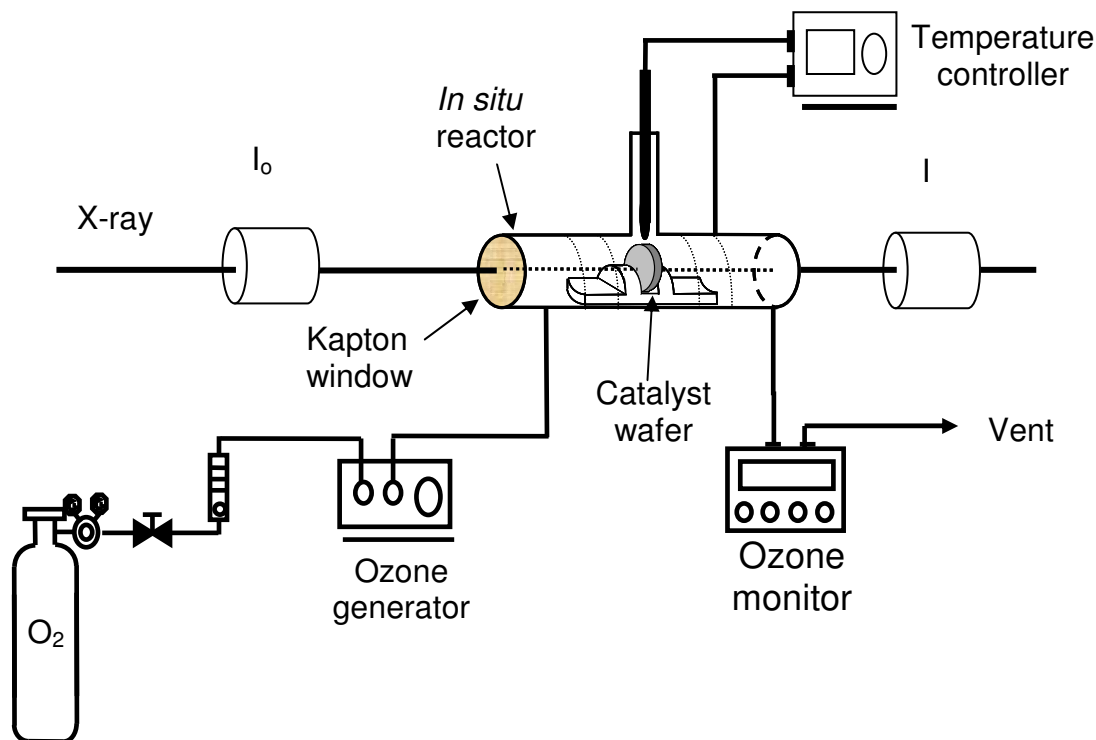 Temperature
controller
In situ
reactor
Iₒ
I
X-ray
Kapton
window
Catalyst
wafer
Vent
Ozone
generator
Ozone
monitor
O₂